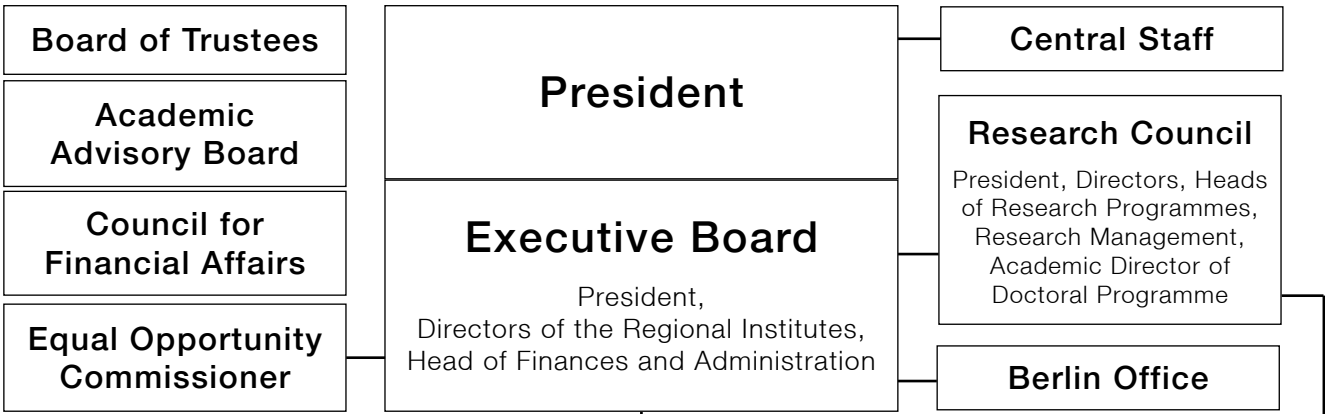 Board of Trustees
Academic
Advisory Board
Council for
Financial Affairs
Equal Opportunity
Commissioner
President
Executive Board
President,
Directors of the Regional Institutes,
Head of Finances and Administration
Central Staff
Research Council
President, Directors, Heads
of Research Programmes,
Research Management,
Academic Director of
Doctoral Programme
Berlin Office